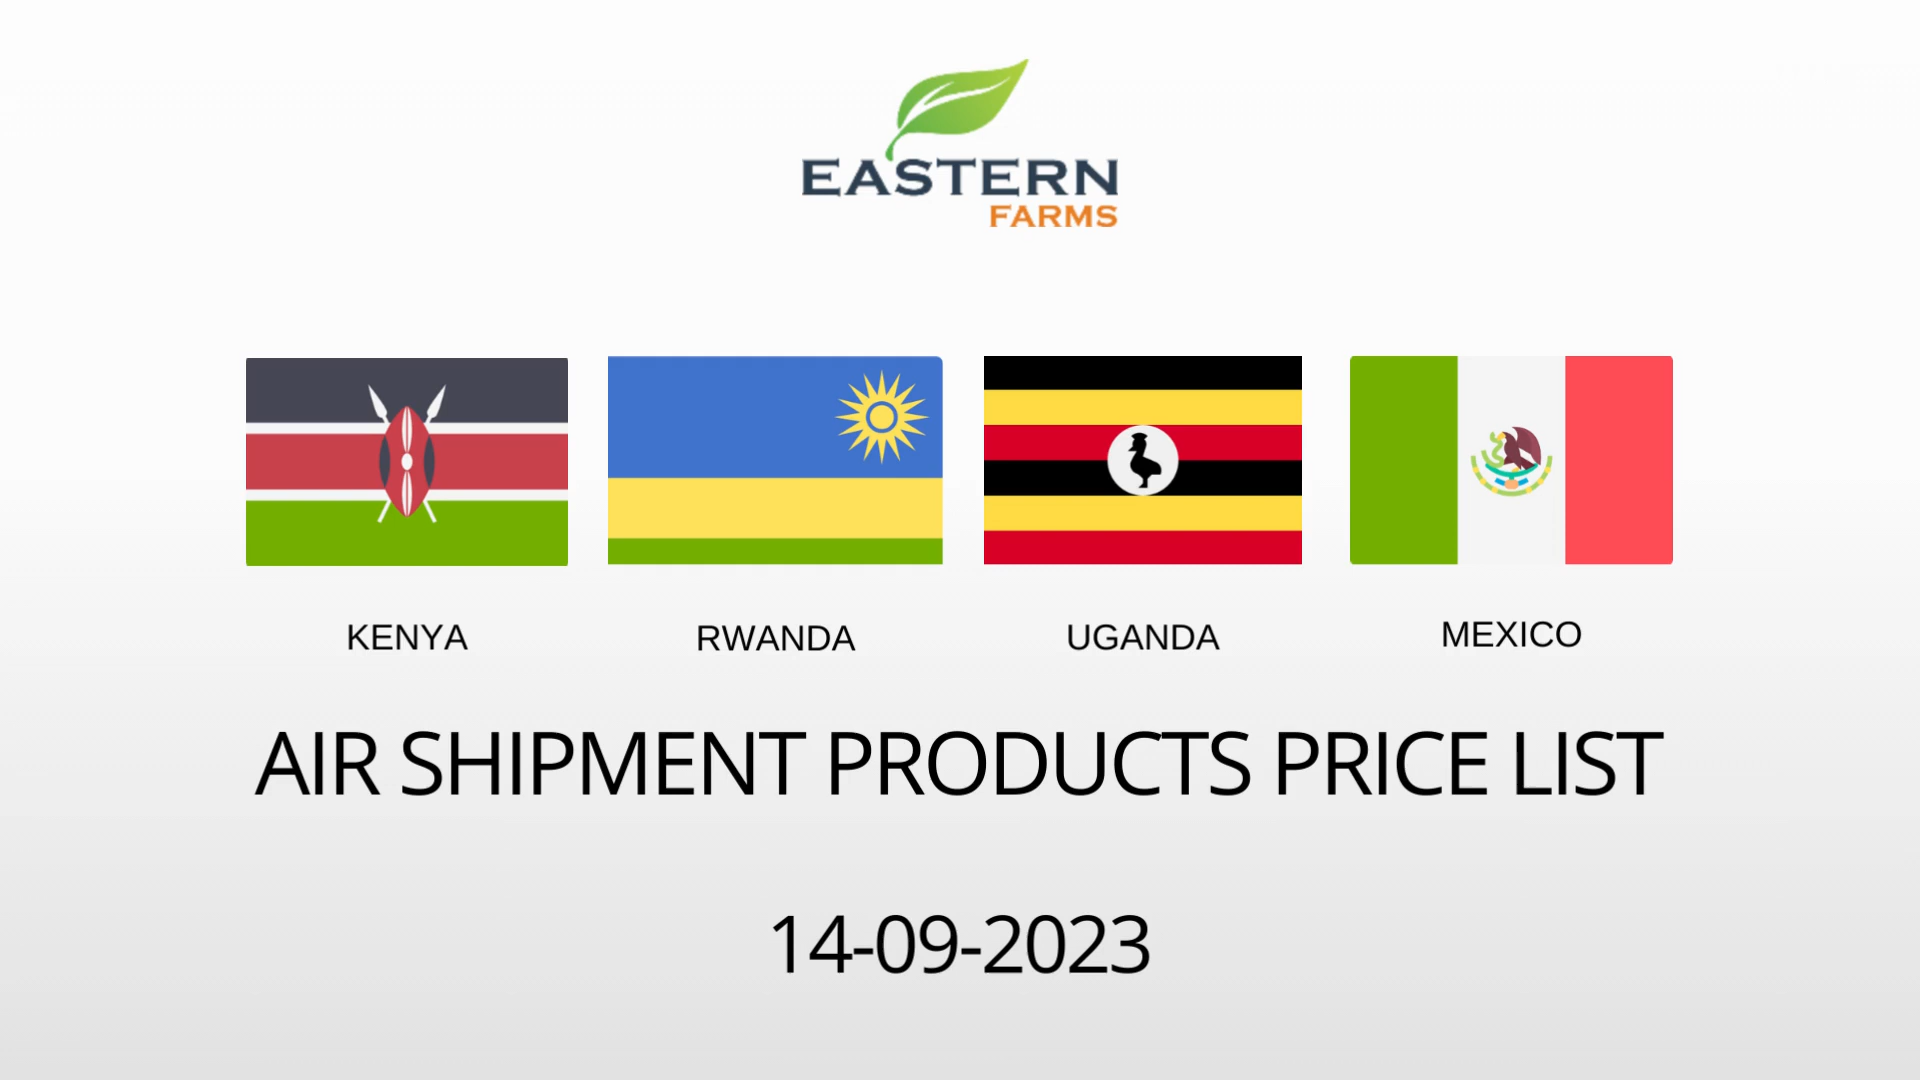 EASTERN
FARMS
KENYA
RWANDA
UGANDA
MEXICO
AIR SHIPMENT PRODUCTS PRICE LIST
14-09-2023